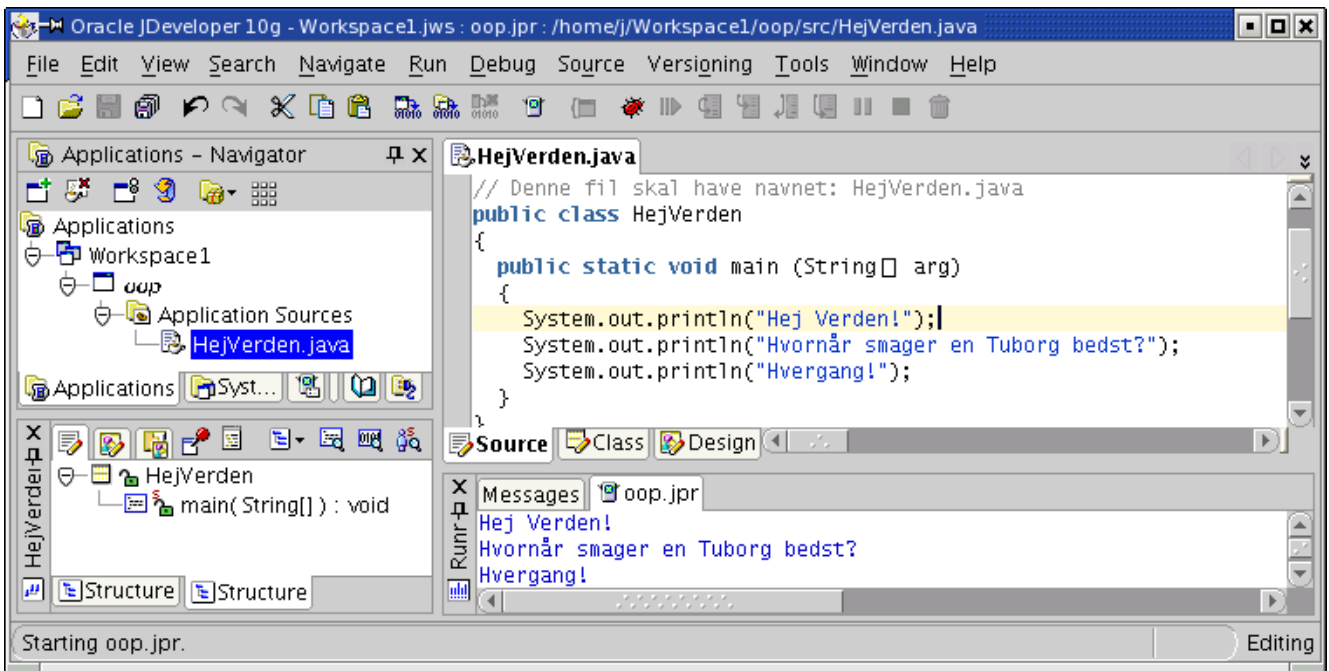 Oracle JDeveloper 10g - Workspace1.jws : oop.jpr : /home/j/Workspace1/oop/src/HejVerden.java
File Edit View Search Navigate Run Debug Source Versioning Tools Window Help
Applications - Navigator
Applications
Workspace1
oop
Application Sources
HejVerden.java
Applications Syst...
HejVerden.java
// Denne fil skal have navnet: HejVerden.java
public class HejVerden
{
public static void main (String[] arg)
{
System.out.println("Hej Verden!");
System.out.println("Hvornår smager en Tuborg bedst?");
System.out.println("Hvergang!");
}
}
Source Class Design
HejVerder
HejVerden
main( String[] ) : void
Structure Structure
Runr
Messages oop.jpr
Hej Verden!
Hvornår smager en Tuborg bedst?
Hvergang!
Starting oop.jpr.
Editing